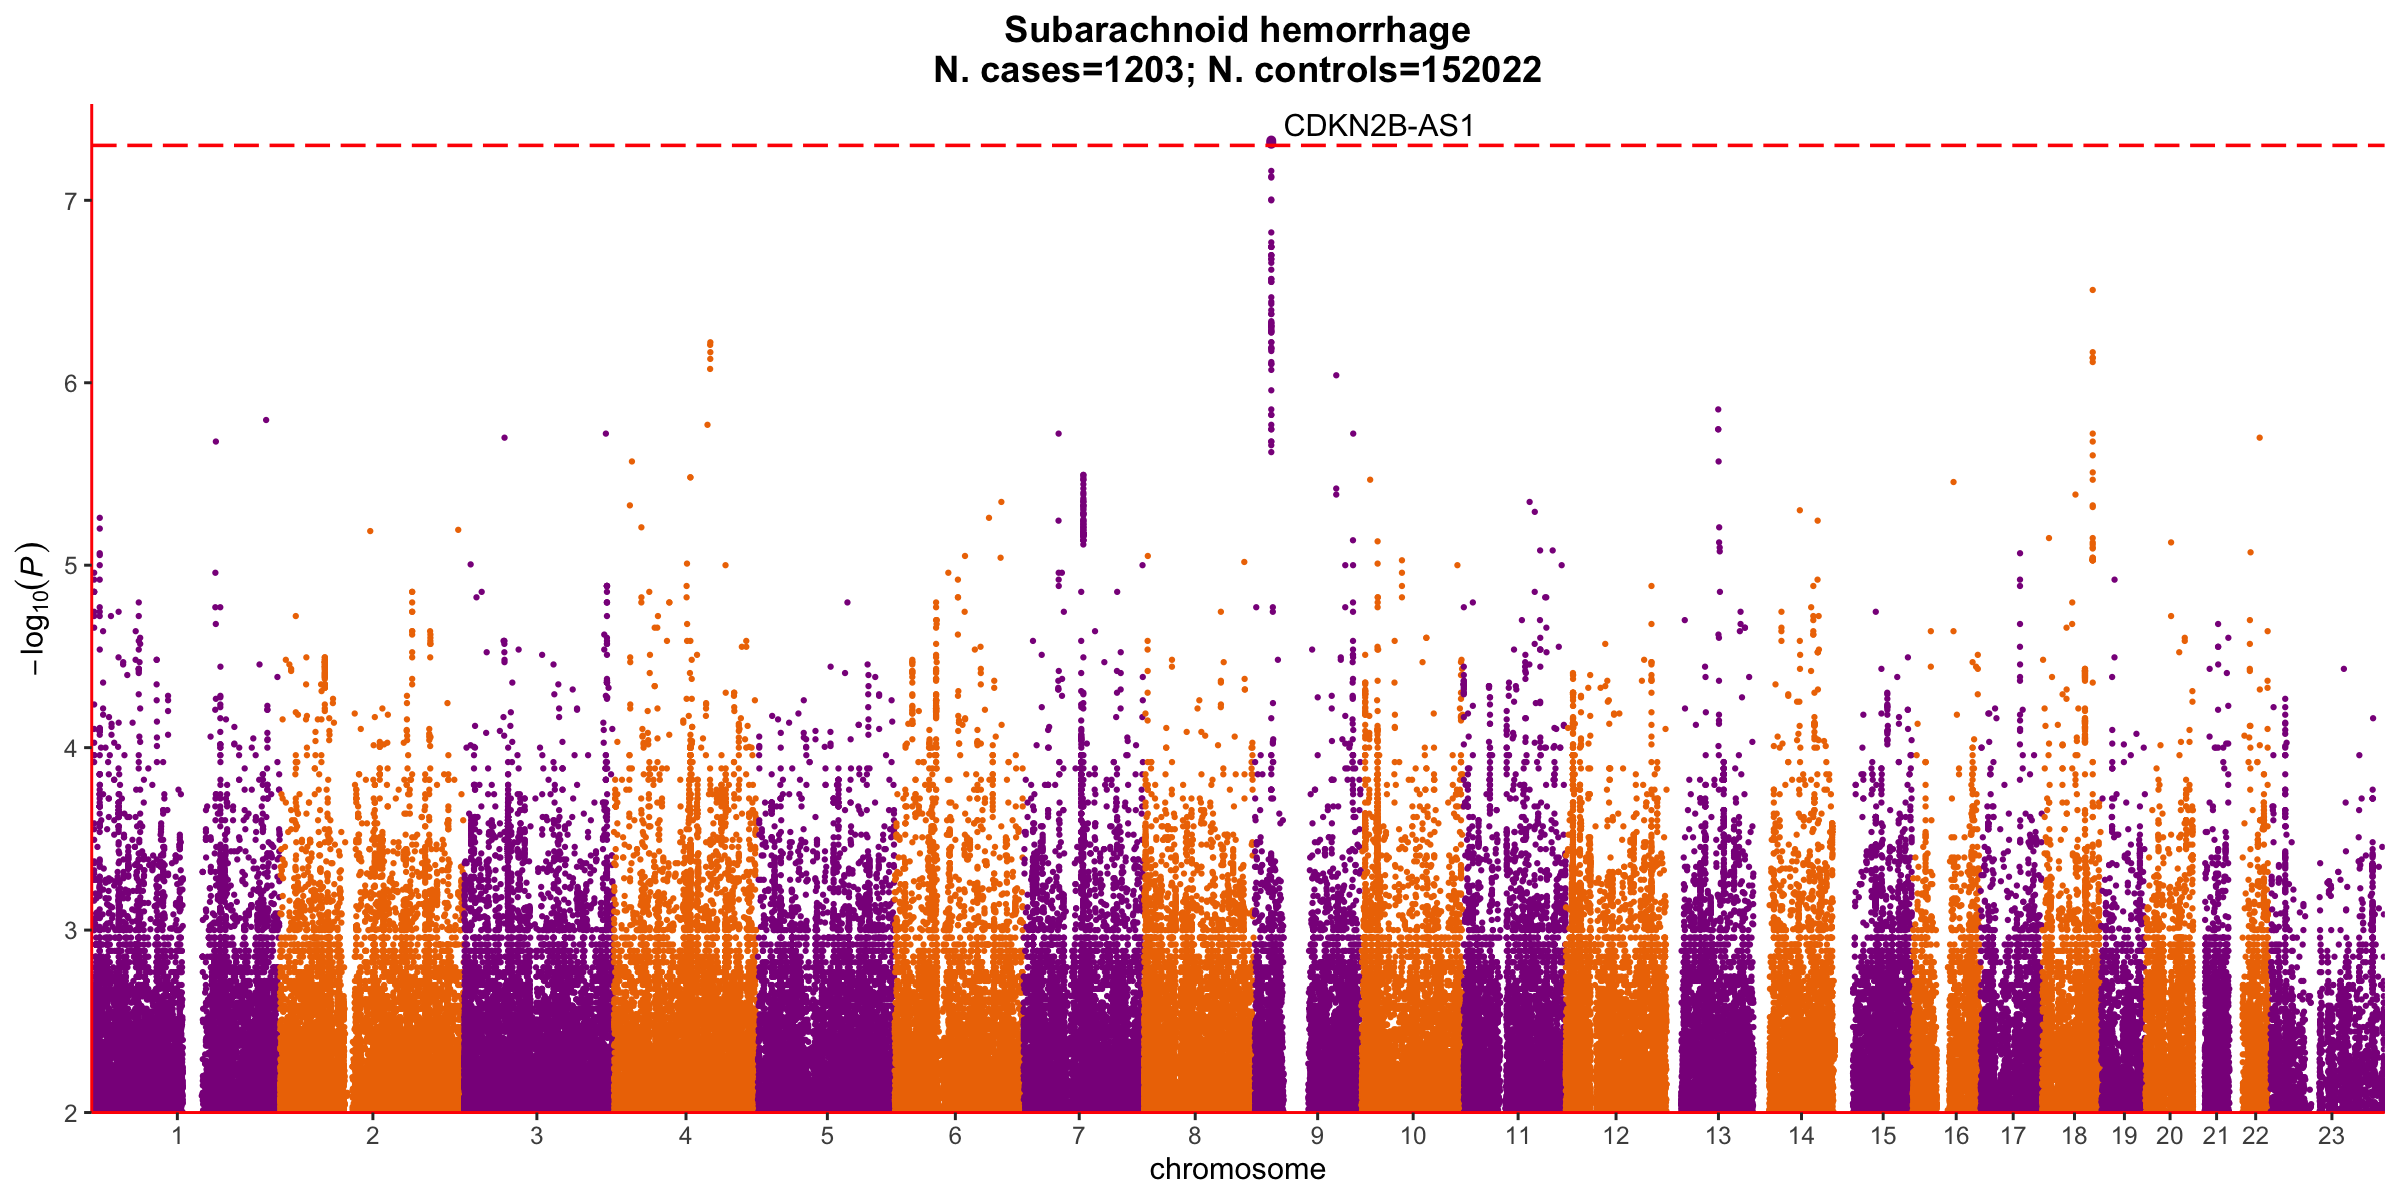 Subarachnoid hemorrhage
N. cases=1203; N. controls=152022
CDKN2B-AS1
7
6
5
4
3
2
−log10(P)
1 2 3 4 5 6 7 8 9 10 11 12 13 14 15 16 17 18 19 20 21 22 23
chromosome